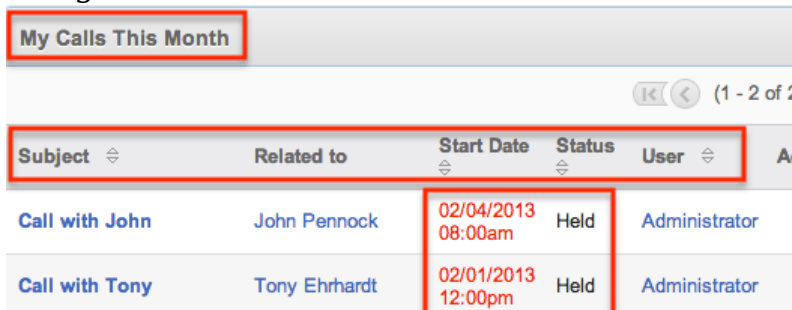 My Calls This Month
(1 - 2 of 2
Subject Related to Start Date Status User
Call with John John Pennock 02/04/2013 08:00am Held Administrator
Call with Tony Tony Ehrhardt 02/01/2013 12:00pm Held Administrator